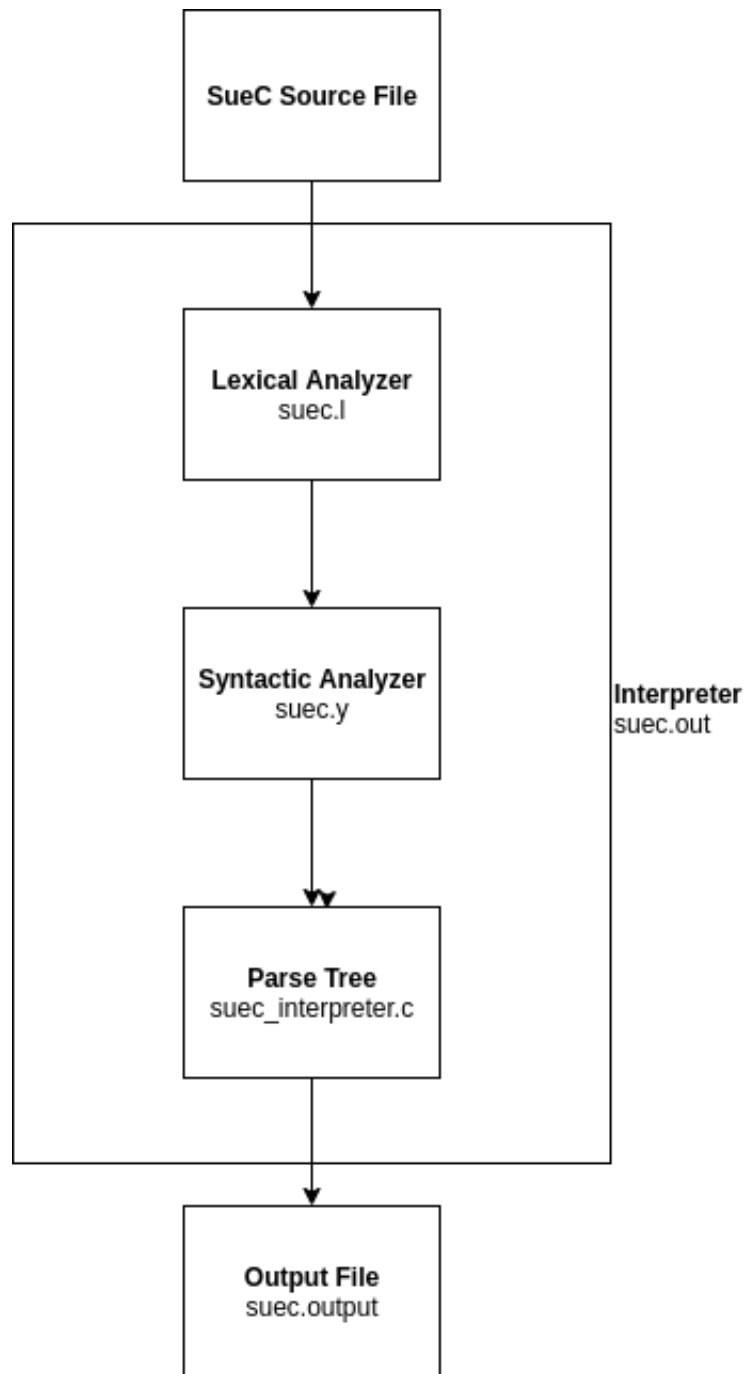 SueC Source File
Lexical Analyzer
suec.l
Syntactic Analyzer
suec.y
Interpreter
suec.out
Parse Tree
suec_interpreter.c
Output File
suec.output